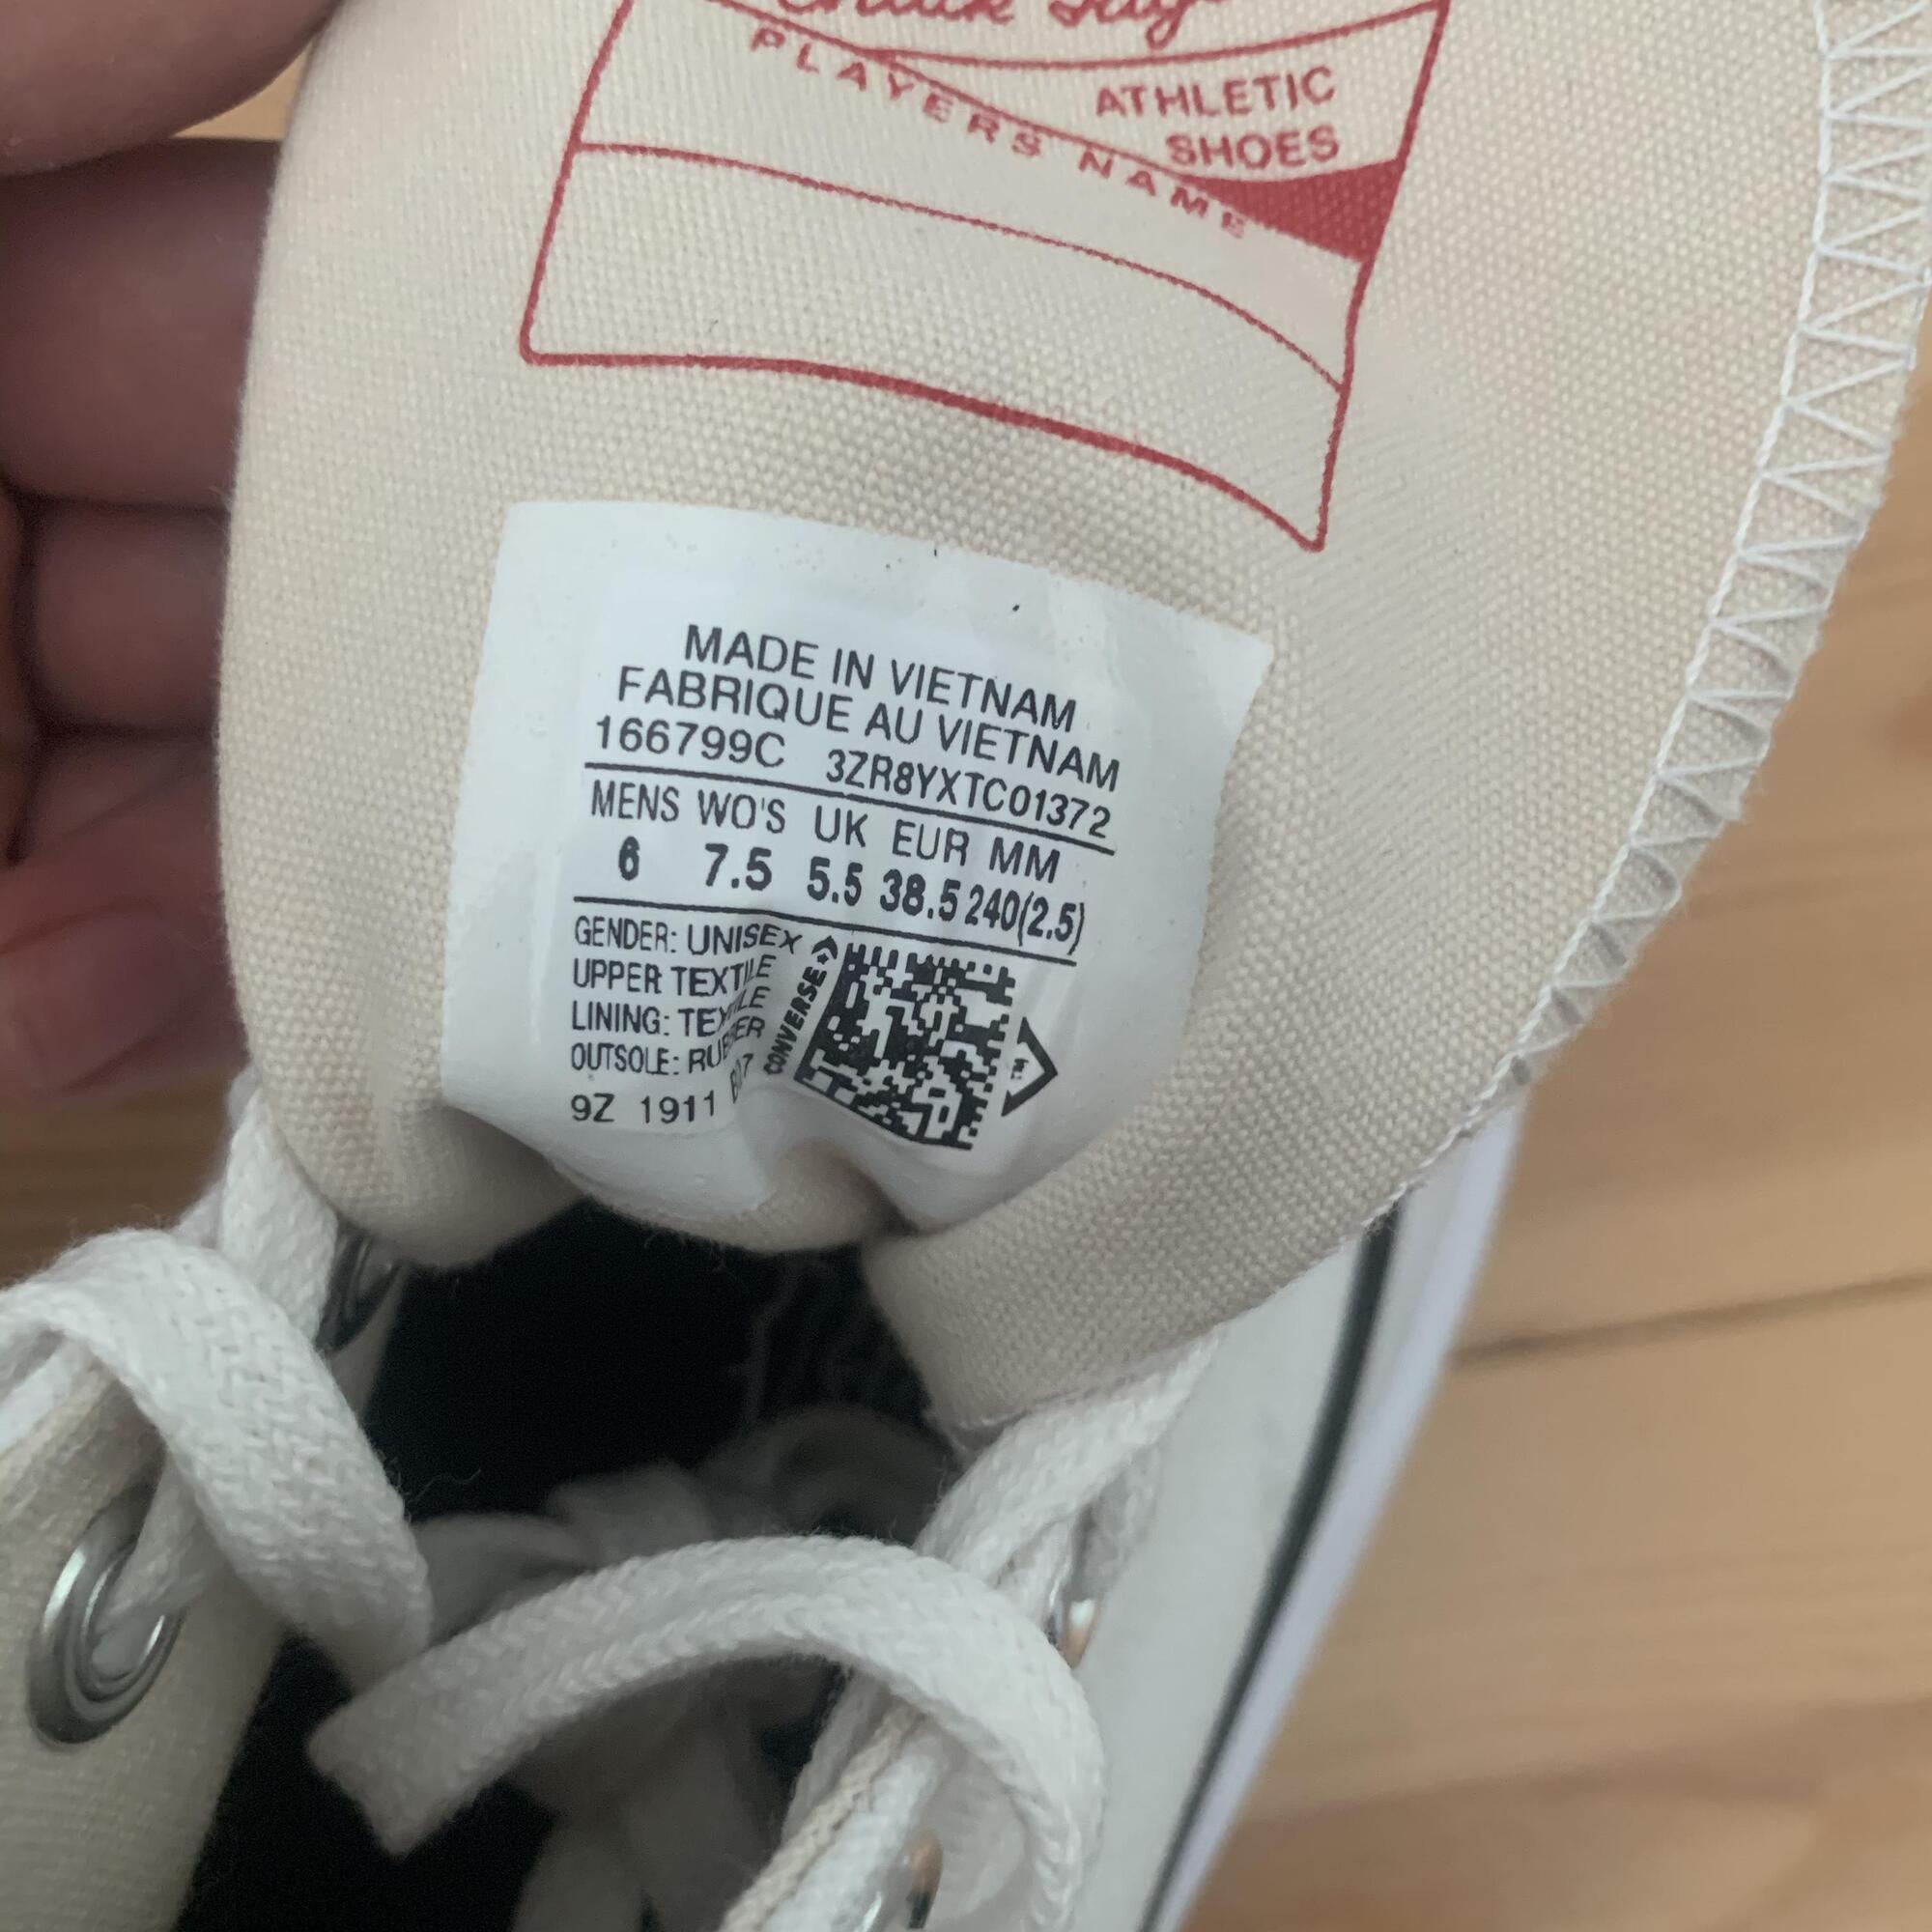 Chuck Taylor
PLAYERS NAME
ATHLETIC
SHOES
MADE IN VIETNAM
FABRIQUE AU VIETNAM
166799C 3ZR8YXTC01372
MENS WO'S UK EUR MM
6 7.5 5.5 38.5 240(2.5)
GENDER: UNISEX
UPPER TEXTILE
LINING: TEXTILE
OUTSOLE: RUBBER
9Z 1911
CONVERSE